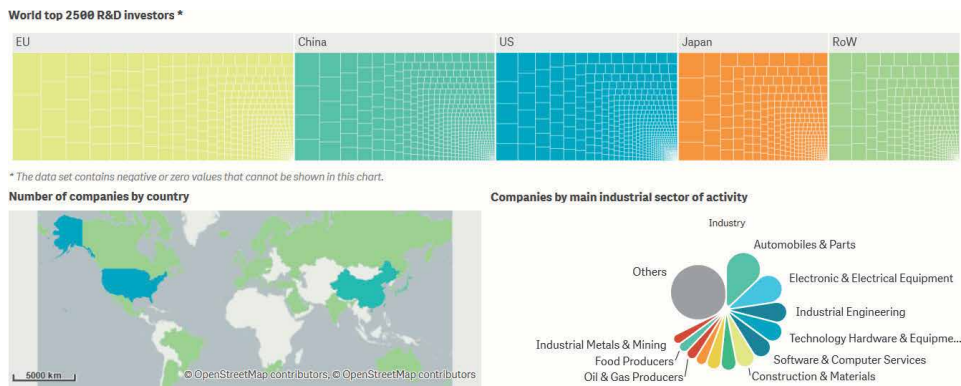 World top 2500 R&D investors *
EU
China
US
Japan
RoW
* The data set contains negative or zero values that cannot be shown in this chart.
Number of companies by country
5000 km
© OpenStreetMap contributors, © OpenStreetMap contributors
Companies by main industrial sector of activity
Industry
Automobiles & Parts
Others
Electronic & Electrical Equipment
Industrial Engineering
Technology Hardware & Equipme...
Industrial Metals & Mining
Software & Computer Services
Food Producers
Construction & Materials
Oil & Gas Producers